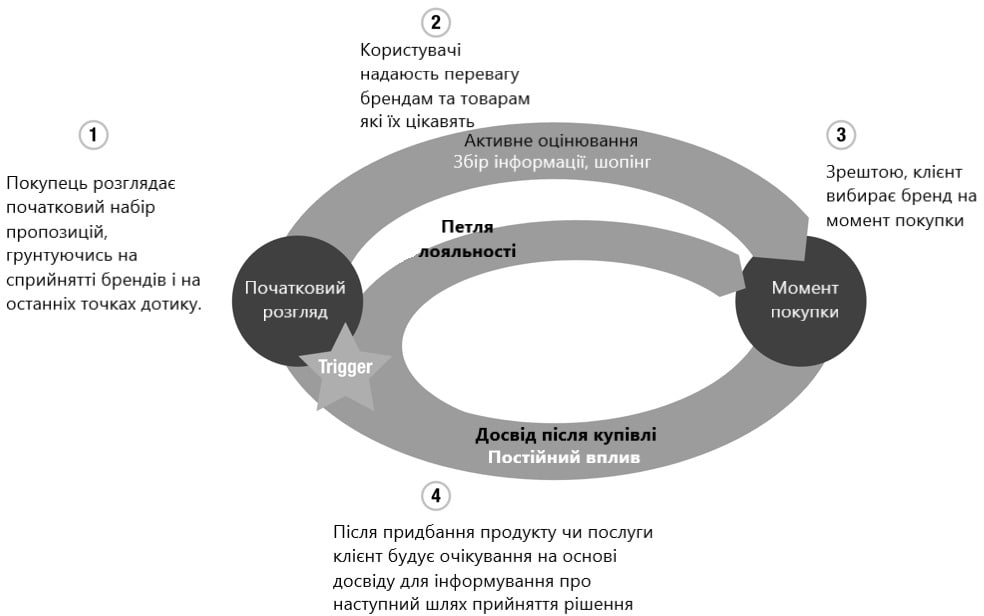 1
Покупець розглядає
початковий набір
пропозицій,
грунтуючись на
сприйнятті брендів і на
останніх точках дотику.
2
Користувачі
надаюсть перевагу
брендам та товарам
які їх цікавять
Активне оцінювання
Збір інформації, шопінг
3
Зрештою, клієнт
вибирає бренд на
момент покупки
Петля
лояльності
Початковий
розгляд
Trigger
Момент
покупки
Досвід після купівлі
Постійний вплив
4
Після придбання продукту чи послуги
клієнт будує очікування на основі
досвіду для інформування про
наступний шлях прийняття рішення